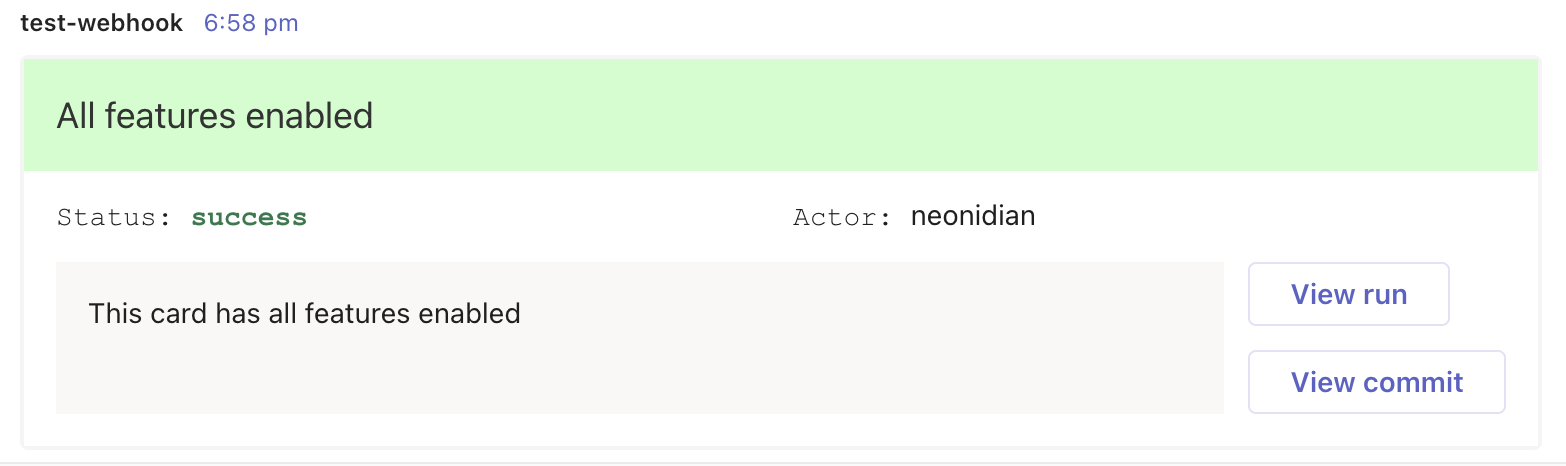 test-webhook 6:58 pm
All features enabled
Status: success Actor: neonidian
This card has all features enabled
View run
View commit